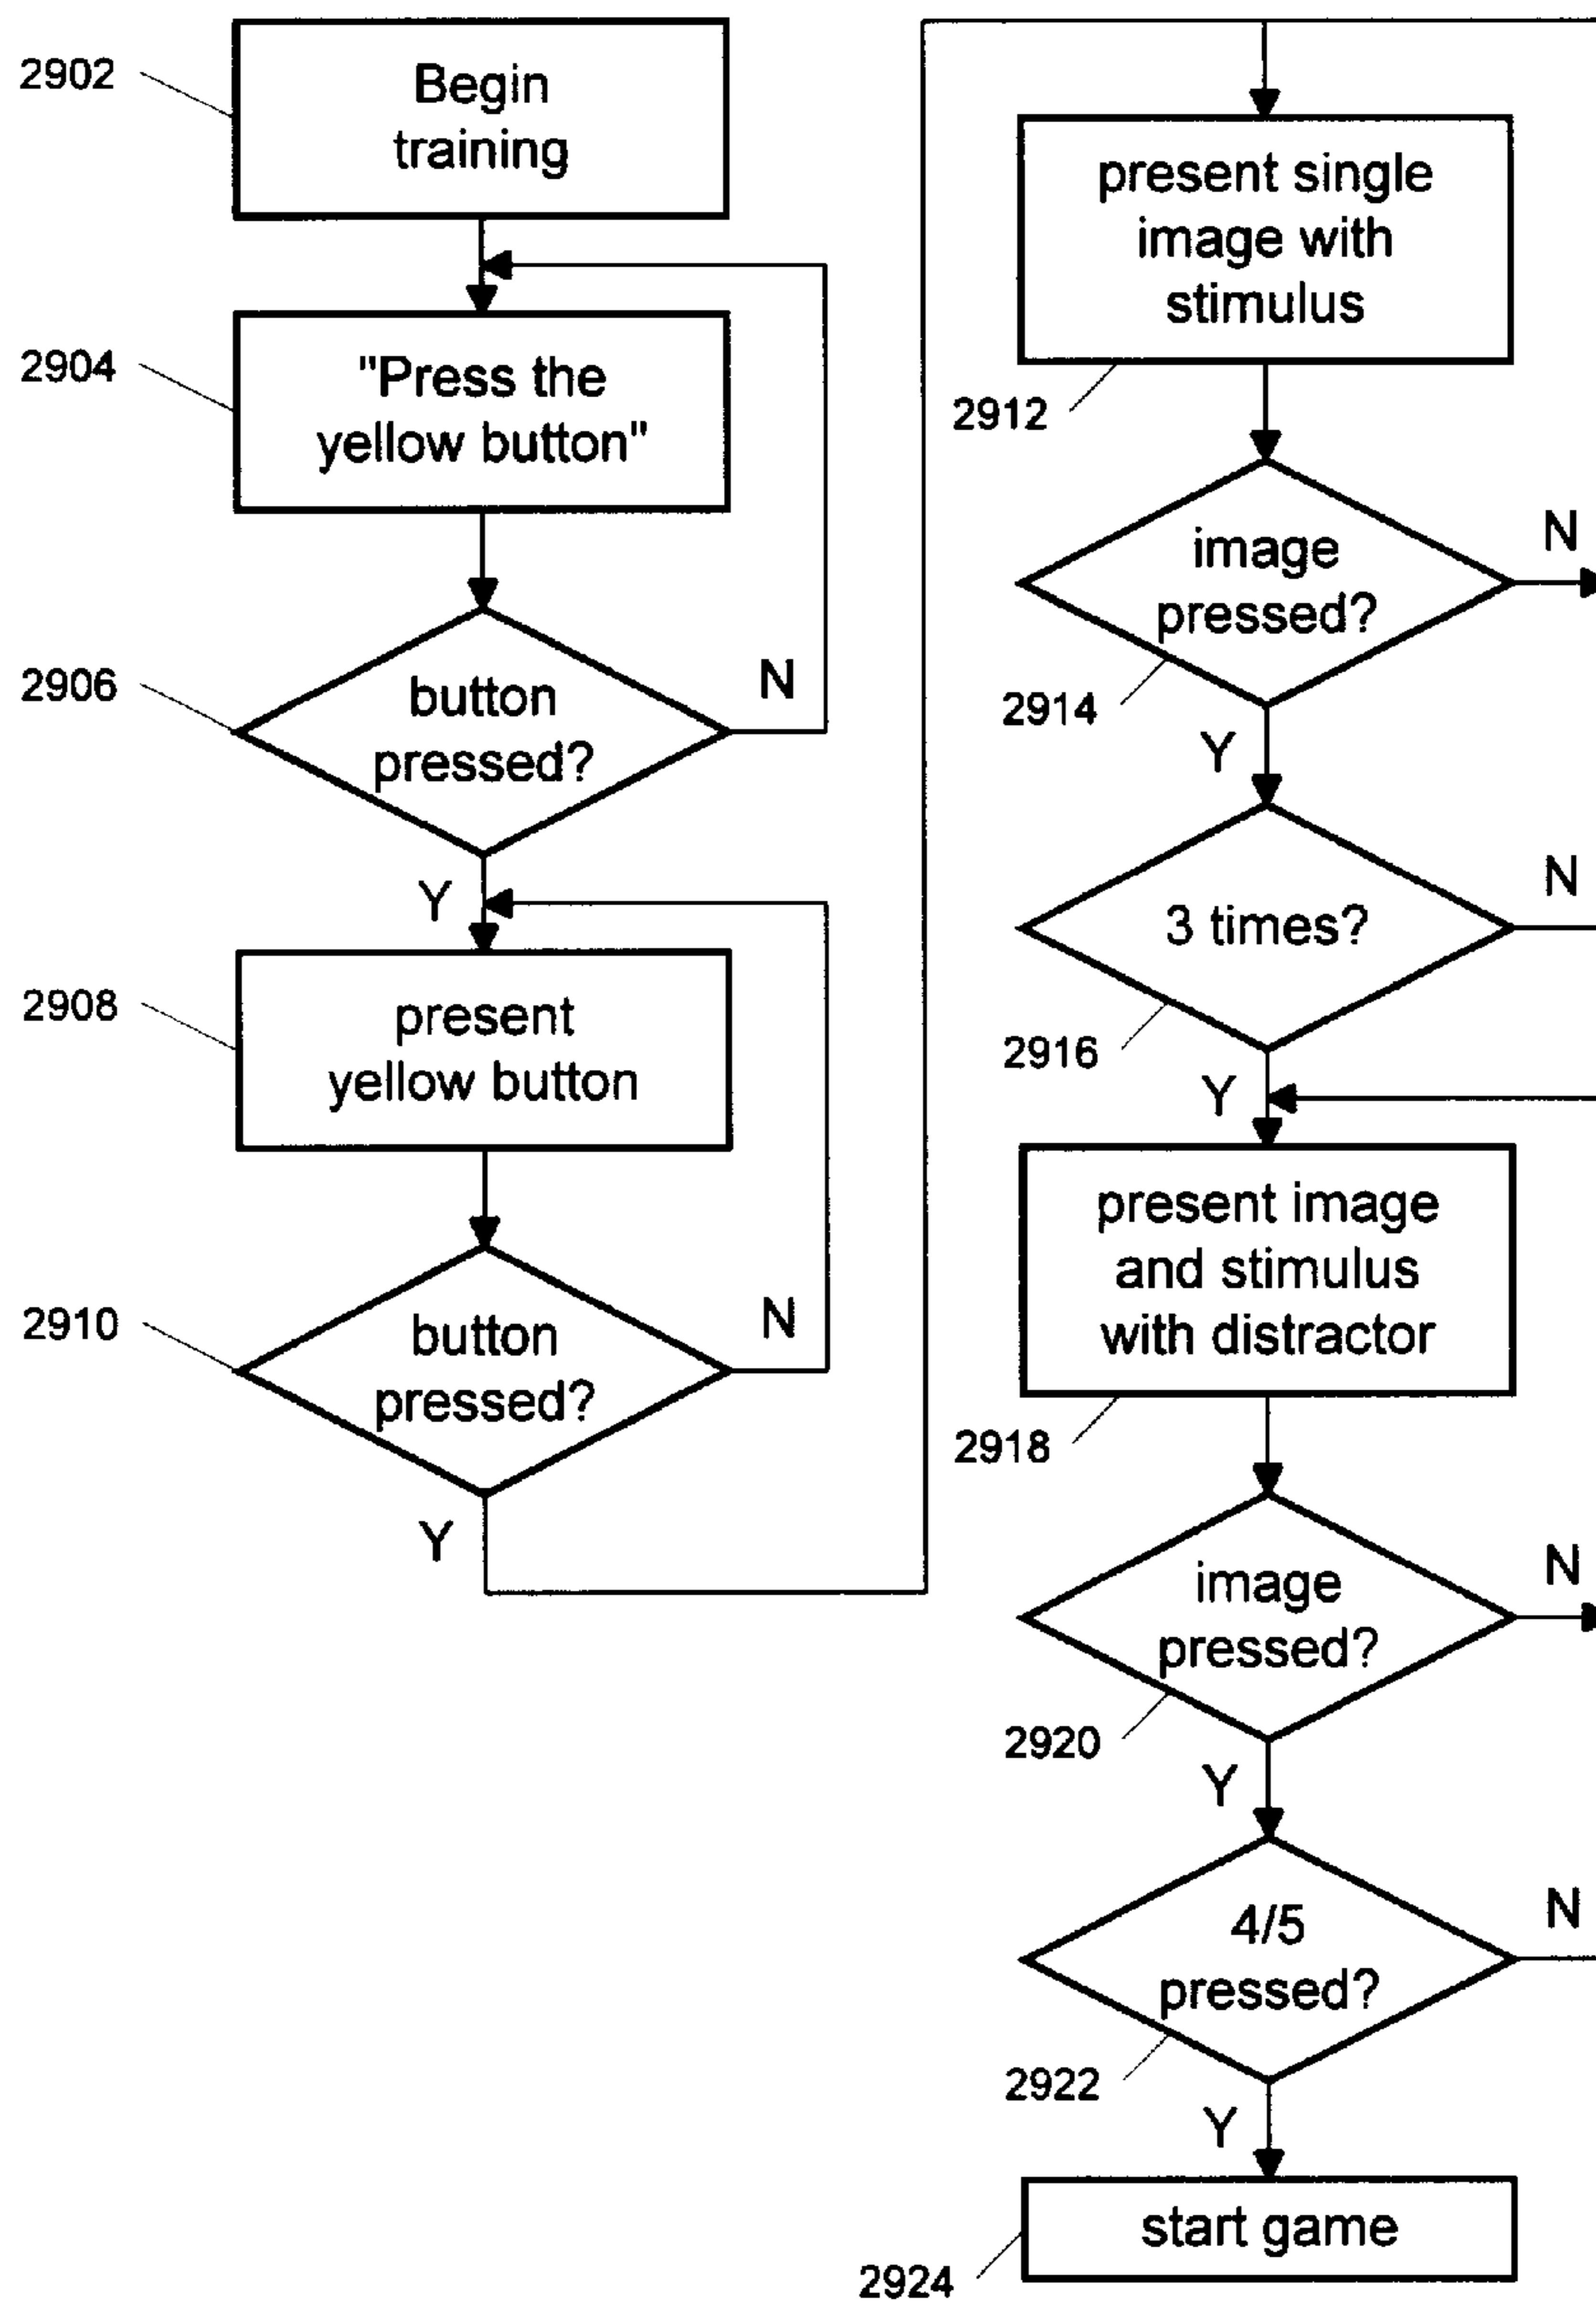 2902
Begin
training
2904
"Press the
yellow button"
2906
button
pressed?
N
Y
2908
present
yellow button
2910
button
pressed?
N
Y
present single
image with
stimulus
2912
image
pressed?
N
2914
Y
3 times?
N
2916
Y
present image
and stimulus
with distractor
2918
image
pressed?
N
2920
Y
4/5
pressed?
N
2922
Y
start game
2924